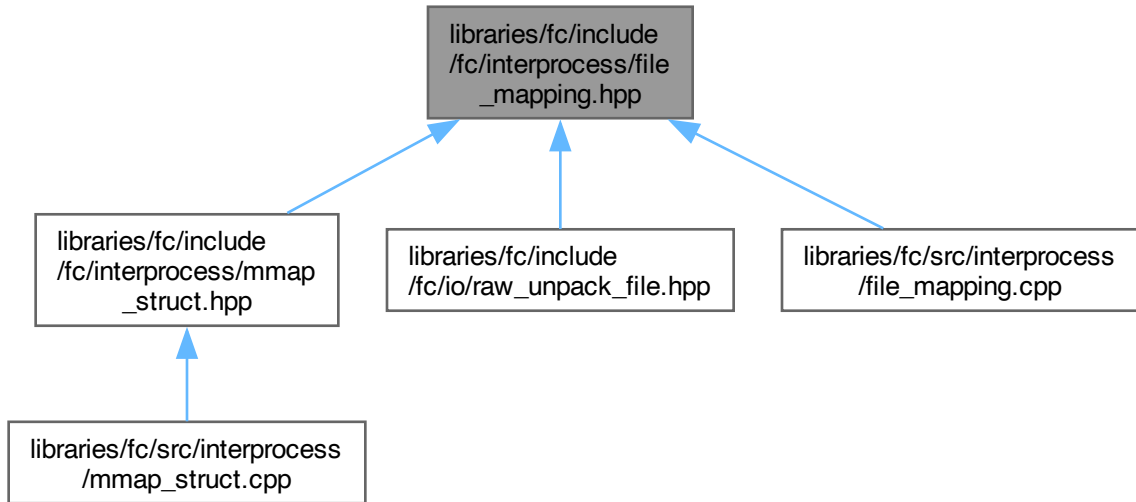 libraries/fc/include
/fc/interprocess/file
_mapping.hpp
libraries/fc/include
/fc/interprocess/mmap
_struct.hpp
libraries/fc/include
/fc/io/raw_unpack_file.hpp
libraries/fc/src/interprocess
/file_mapping.cpp
libraries/fc/src/interprocess
/mmap_struct.cpp